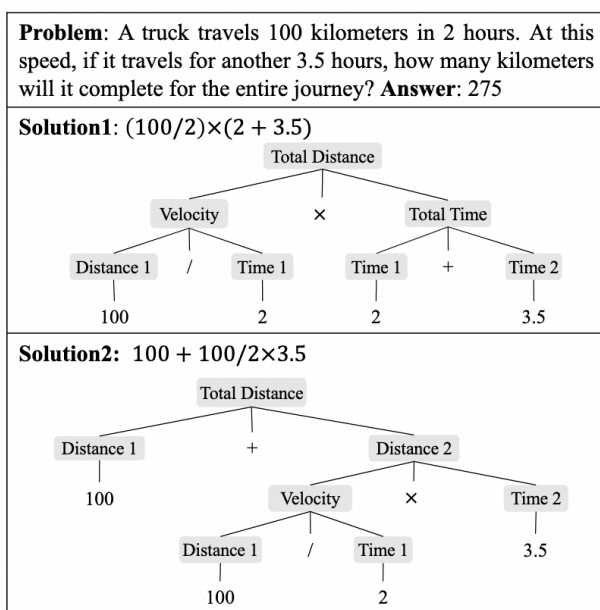 Problem: A truck travels 100 kilometers in 2 hours. At this
speed, if it travels for another 3.5 hours, how many kilometers
will it complete for the entire journey? Answer: 275
Solution1: (100/2)×(2 + 3.5)
Total Distance
Velocity × Total Time
Distance 1 / Time 1 Time 1 + Time 2
100 2 2 3.5
Solution2: 100 + 100/2×3.5
Total Distance
Distance 1 + Distance 2
100 Velocity × Time 2
Distance 1 / Time 1 3.5
100 2